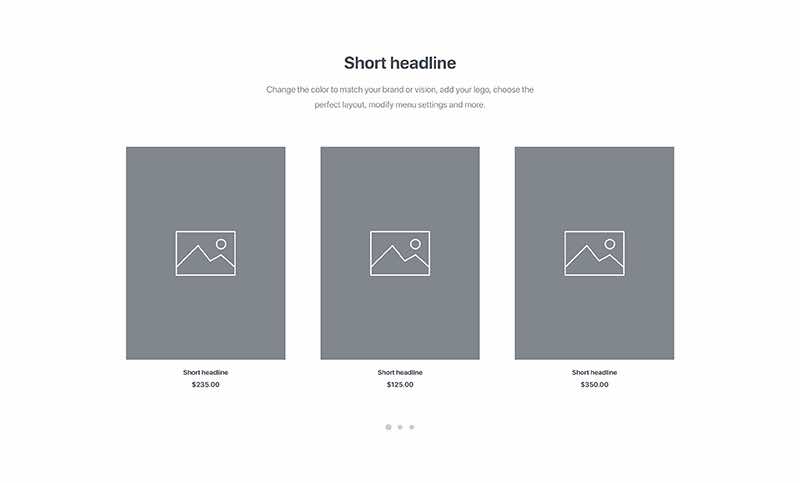 Short headline
Change the color to match your brand or vision, add your logo, choose the
perfect layout, modify menu settings and more.
Short headline
$235.00
Short headline
$125.00
Short headline
$350.00